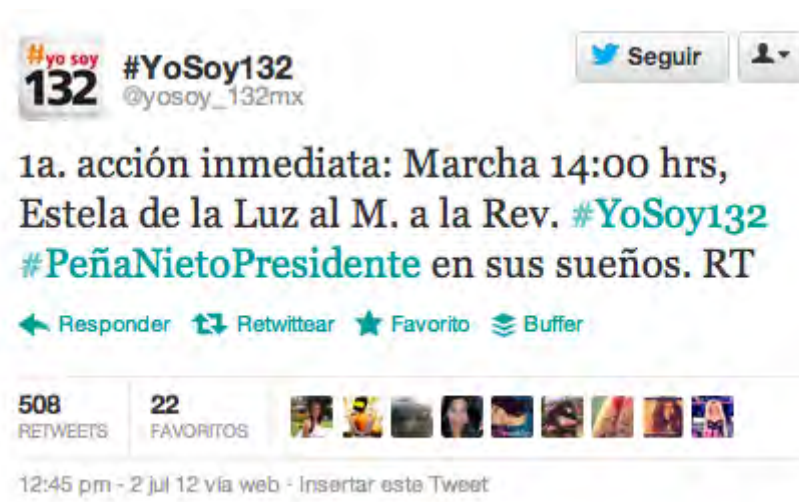 #yo soy
132
#YoSoy132
@yosoy_132mx
Seguir
1a. acción inmediata: Marcha 14:00 hrs,
Estela de la Luz al M. a la Rev. #YoSoy132
#PeñaNietoPresidente en sus sueños. RT
Responder Retwittear Favorito Buffer
508 22
RETWEETS FAVORITOS
12:45 pm - 2 jul 12 vía web · Insertar este Tweet